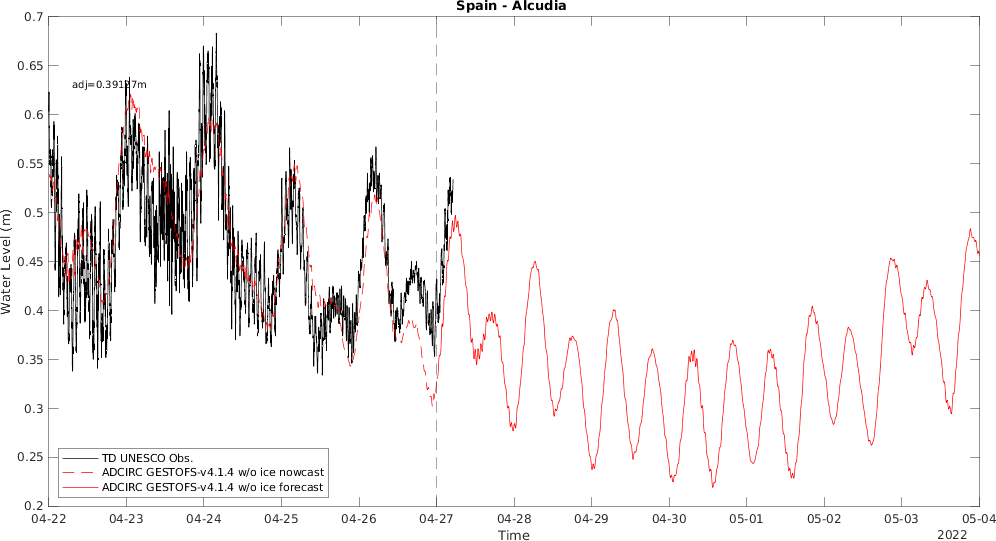 Spain - Alcudia
0.7
0.65
0.6
0.55
0.5
0.45
0.4
0.35
0.3
0.25
0.2
Water Level (m)
adj=0.39127m
TD UNESCO Obs.
ADCIRC GESTOFS-v4.1.4 w/o ice nowcast
ADCIRC GESTOFS-v4.1.4 w/o ice forecast
04-22 04-23 04-24 04-25 04-26 04-27 04-28 04-29 04-30 05-01 05-02 05-03 05-04
Time
2022